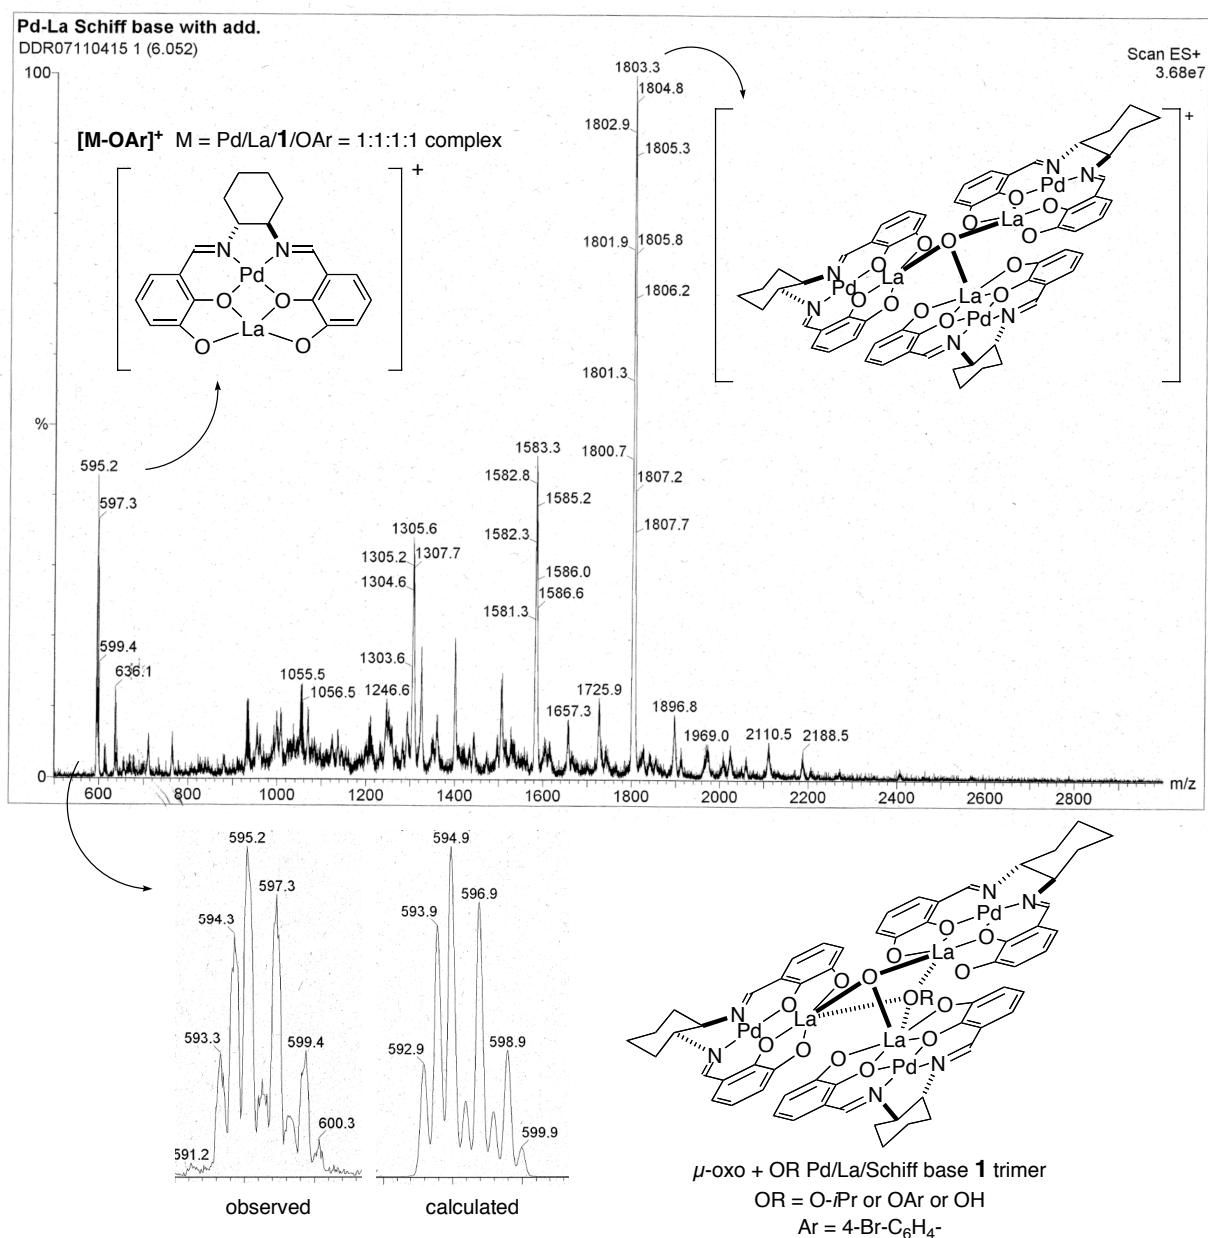 Pd-La Schiff base with add.
DDR07110415 1 (6.052)
Scan ES+
3.68e7
100
%
0
[M-OAr]+ M = Pd/La/1/OAr = 1:1:1:1 complex
+
N N
Pd
O O
La
O O
+
N N
Pd
O
O La O
O
O
O
O
N La
Pd
O
N O
O
La
O O
O Pd N
N
1803.3
1804.8
1802.9
1805.3
1801.9
1805.8
1806.2
1801.3
1800.7
1807.2
1807.7
595.2
597.3
599.4
636.1
1583.3
1582.8
1585.2
1582.3
1586.0
1586.6
1581.3
1305.6
1305.2
1307.7
1304.6
1303.6
1055.5
1056.5
1246.6
1657.3
1725.9
1896.8
1969.0
2110.5
2188.5
600 800 1000 1200 1400 1600 1800 2000 2200 2400 2600 2800 m/z
595.2
597.3
594.3
593.3
599.4
600.3
591.2
observed
594.9
596.9
593.9
592.9
598.9
599.9
calculated
N N
Pd
O O
O La
O
O
O
OR
N O La
Pd
O
N O
O
La
O O
O Pd N
N
μ-oxo + OR Pd/La/Schiff base 1 trimer
OR = O-iPr or OAr or OH
Ar = 4-Br-C6H4-